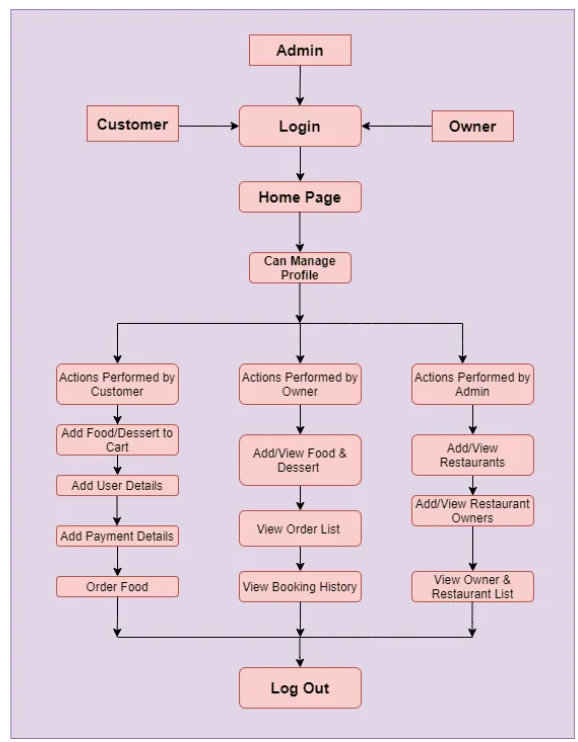 Admin
Customer
Login
Owner
Home Page
Can Manage
Profile
Actions Performed by
Customer
Actions Performed by
Owner
Actions Performed by
Admin
Add Food/Dessert to
Cart
Add/View Food &
Dessert
Add/View
Restaurants
Add User Details
Add/View Restaurant
Owners
Add Payment Details
View Order List
Order Food
View Booking History
View Owner &
Restaurant List
Log Out